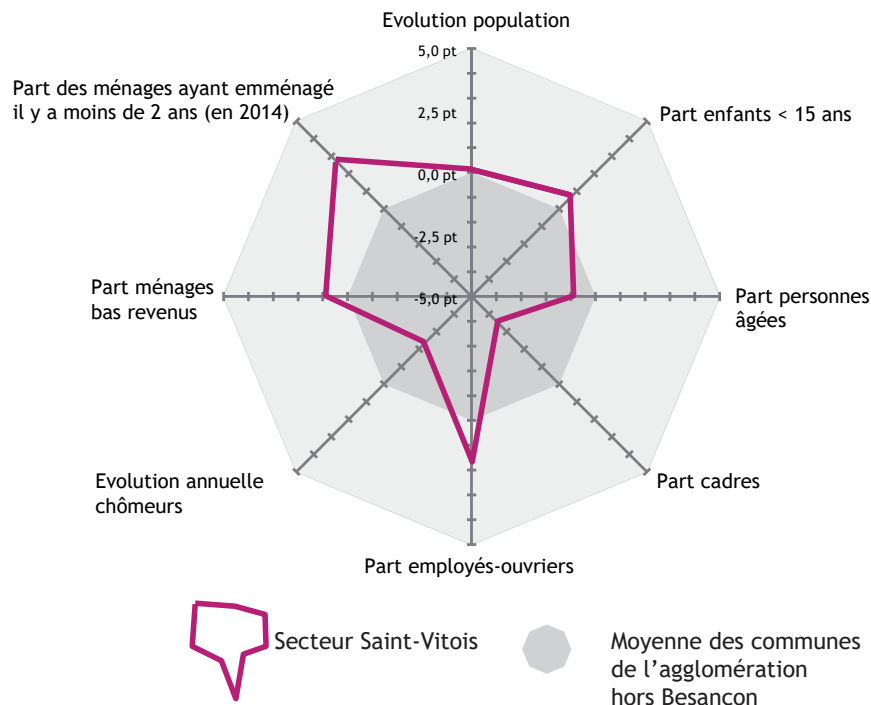 Evolution population
5,0 pt
Part des ménages ayant emménagé
il y a moins de 2 ans (en 2014)
2,5 pt
Part enfants < 15 ans
0,0 pt
-2,5 pt
Part ménages
bas revenus
-5,0 pt
Part personnes
âgées
Evolution annuelle
chômeurs
Part cadres
Part employés-ouvriers
Secteur Saint-Vitois
Moyenne des communes
de l'agglomération
hors Besançon